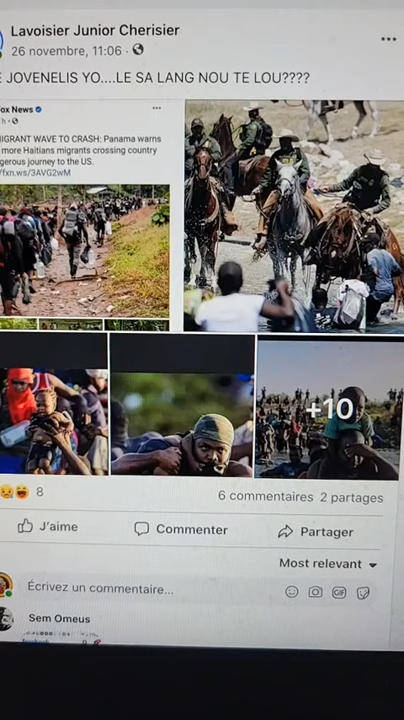 Lavoisier Junior Cherisier
26 novembre, 11:06 ·
JOVENELIS YO....LE SA LANG NOU TE LOU????
ox News
h ·
IGRANT WAVE TO CRASH: Panama warns
more Haitians migrants crossing country
gerous journey to the US.
/fxn.ws/3AVG2wM
+10
8
6 commentaires 2 partages
J'aime
Commenter
Partager
Most relevant
Écrivez un commentaire...
GIF
Sem Omeus